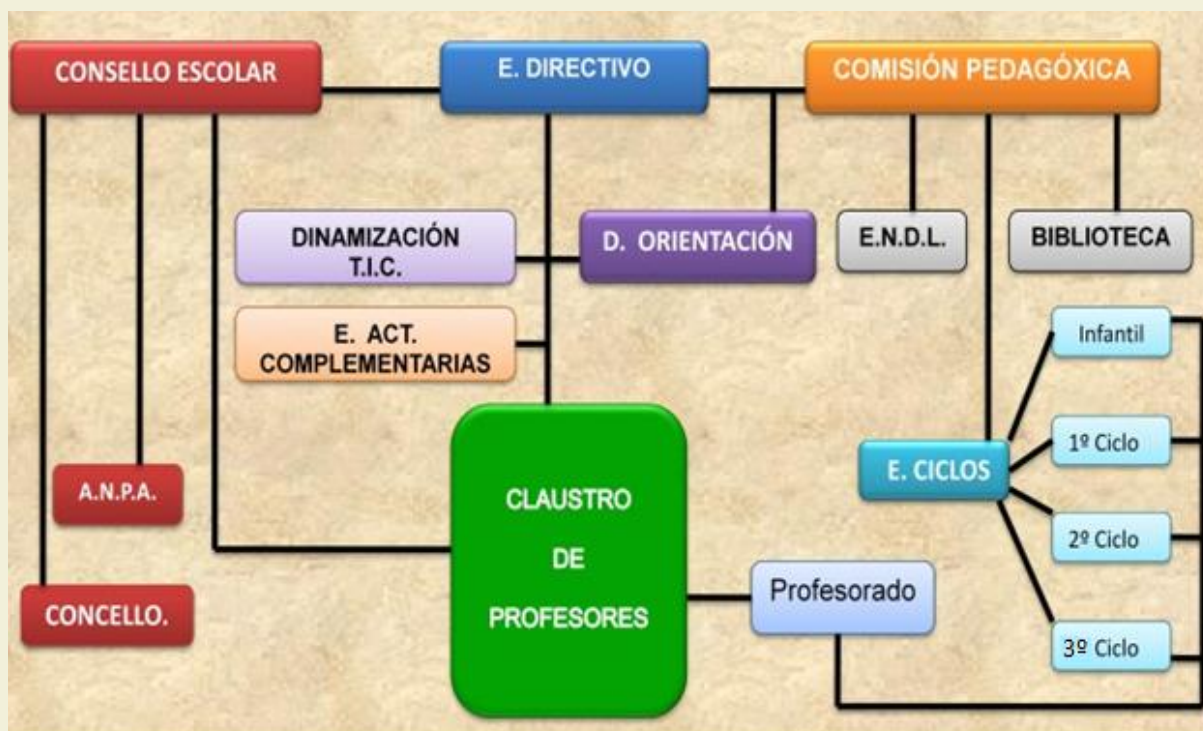 CONSELLO ESCOLAR
E. DIRECTIVO
COMISIÓN PEDAGÓXICA
DINAMIZACIÓN
T.I.C.
D. ORIENTACIÓN
E.N.D.L.
BIBLIOTECA
E. ACT.
COMPLEMENTARIAS
Infantil
1º Ciclo
E. CICLOS
2º Ciclo
3º Ciclo
A.N.P.A.
CONCELLO.
CLAUSTRO
DE
PROFESORES
Profesorado